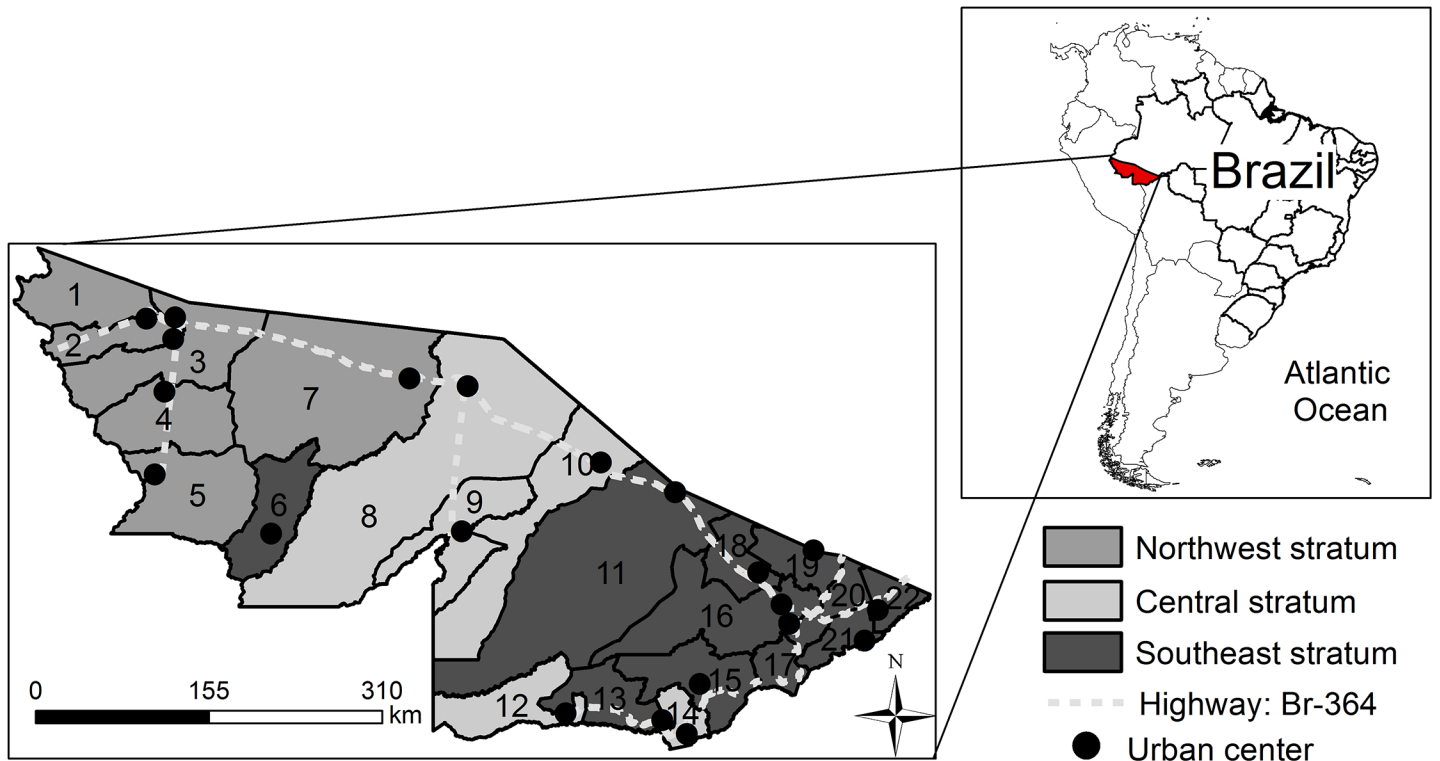 Brazil
Atlantic
Ocean
1
2
3
4
5
6
7
8
9
10
11
12
13
14
15
16
17
18
19
20
21
22
N
0 155 310
km
Northwest stratum
Central stratum
Southeast stratum
Highway: Br-364
Urban center